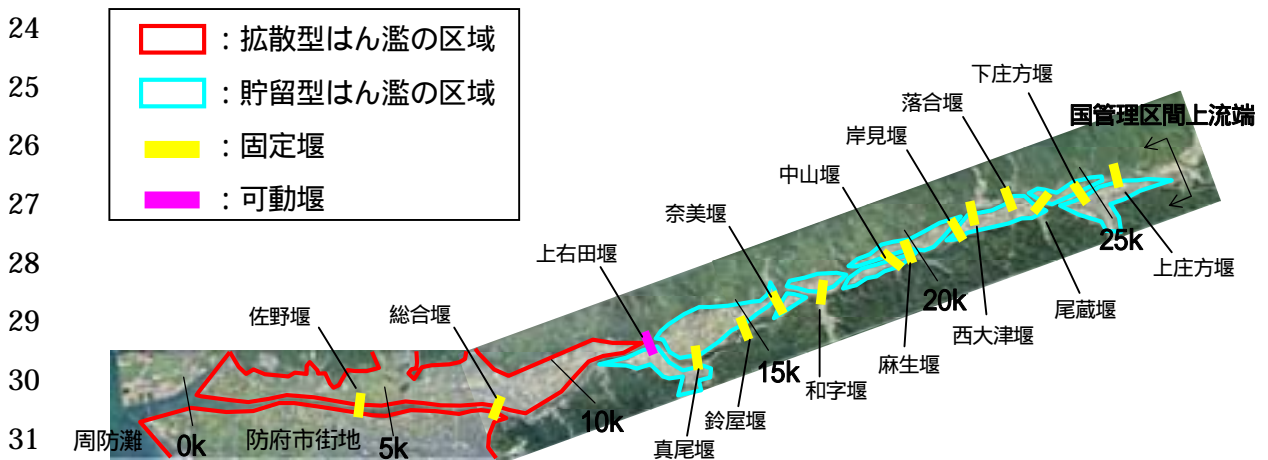 24
25
26
27
28
29
30
31
：拡散型はん濫の区域
：貯留型はん濫の区域
：固定堰
：可動堰
下庄方堰
落合堰
国管理区間上流端
岸見堰
中山堰
奈美堰
上右田堰
25k
上庄方堰
佐野堰
総合堰
20k
尾蔵堰
西大津堰
麻生堰
15k
和字堰
鈴屋堰
10k
真尾堰
周防灘
0k
防府市街地
5k